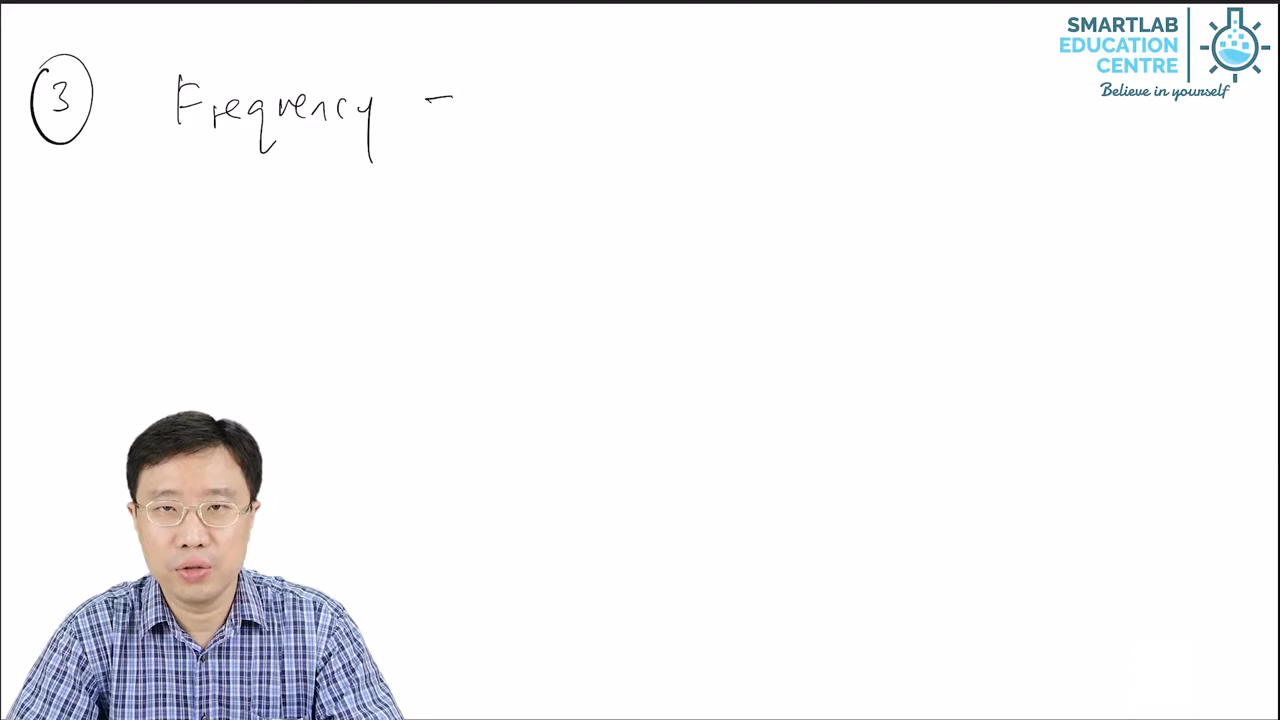 SMARTLAB
EDUCATION
CENTRE
Believe in yourself
3 Frequency -